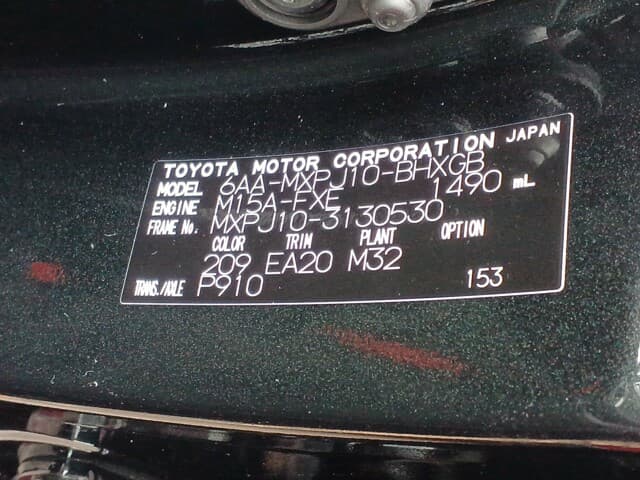 TOYOTA MOTOR CORPORATION JAPAN
MODEL 6AA-MXPJ10-BHXGB
ENGINE M15A-FXE 1490 mL
FRAME No. MXPJ10-3130530
COLOR TRIM PLANT OPTION
209 EA20 M32
TRANS./AXLE P910 153